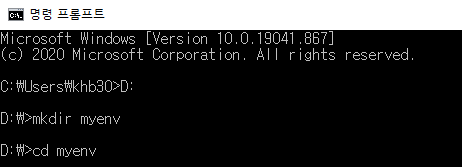 명령 프롬프트
Microsoft Windows [Version 10.0.19041.867]
(c) 2020 Microsoft Corporation. All rights reserved.
C:₩Users₩khb30>D:
D:₩>mkdir myenv
D:₩>cd myenv